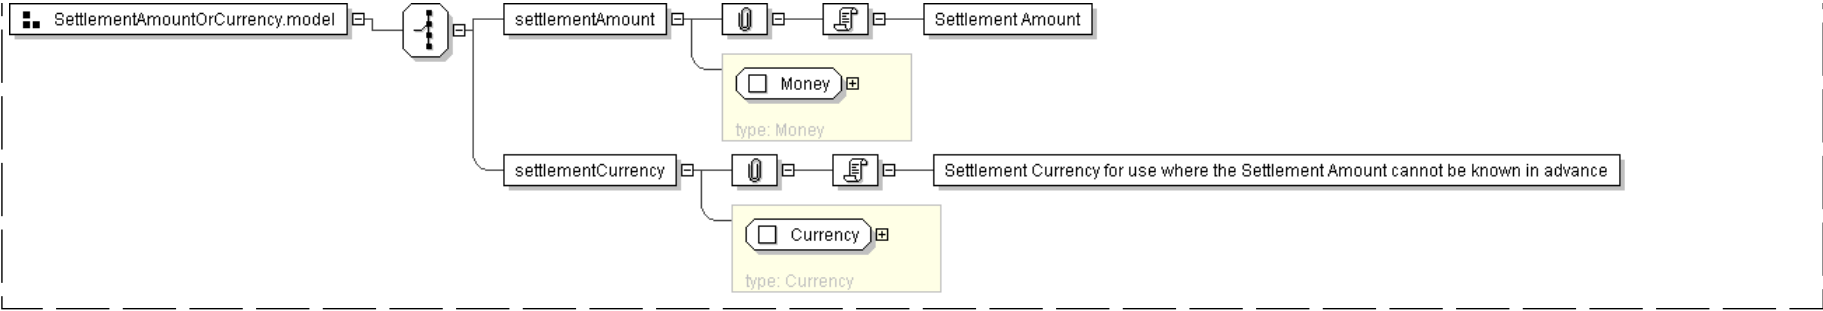 SettlementAmountOrCurrency.model
settlementAmount
Settlement Amount
Money
type: Money
settlementCurrency
Settlement Currency for use where the Settlement Amount cannot be known in advance
Currency
type: Currency